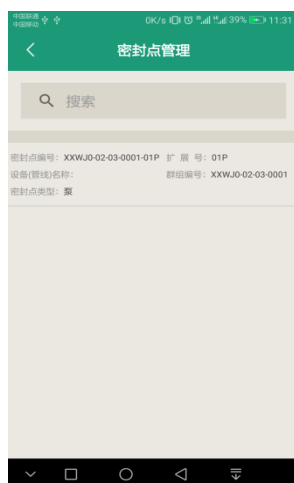 中国联通
中国移动
0K/s 39% 11:31
密封点管理
搜索
密封点编号：XXWJ0-02-03-0001-01P 扩 展 号：01P
设备(管线)名称： 群组编号：XXWJ0-02-03-0001
密封点类型：泵